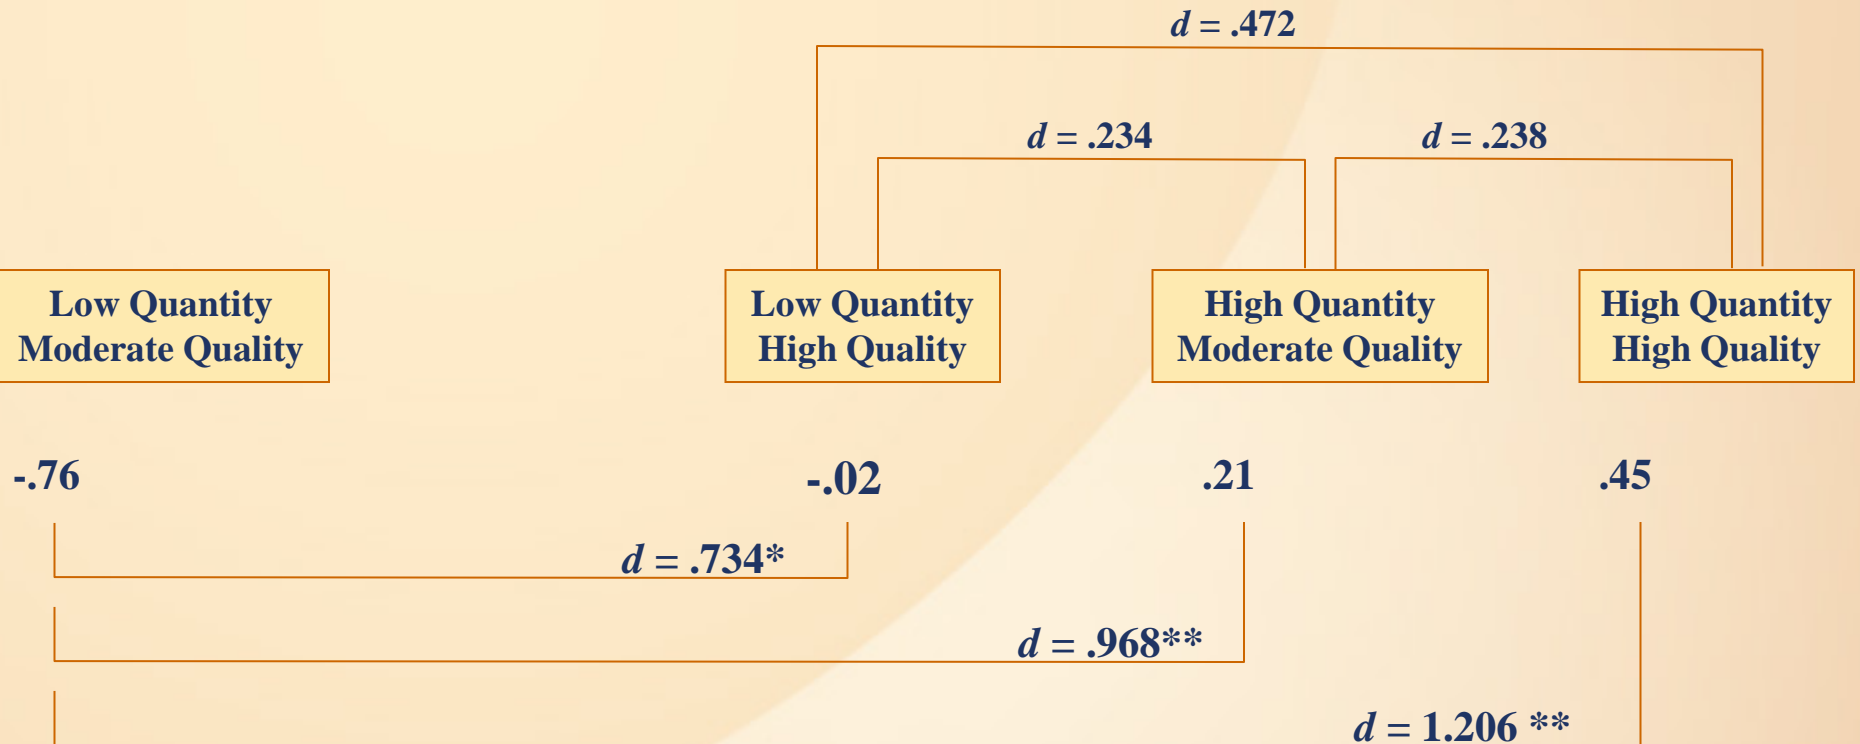 d = .472
d = .234
d = .238
Low Quantity
Moderate Quality
Low Quantity
High Quality
High Quantity
Moderate Quality
High Quantity
High Quality
-.76
-.02
.21
.45
d = .734*
d = .968**
d = 1.206 **